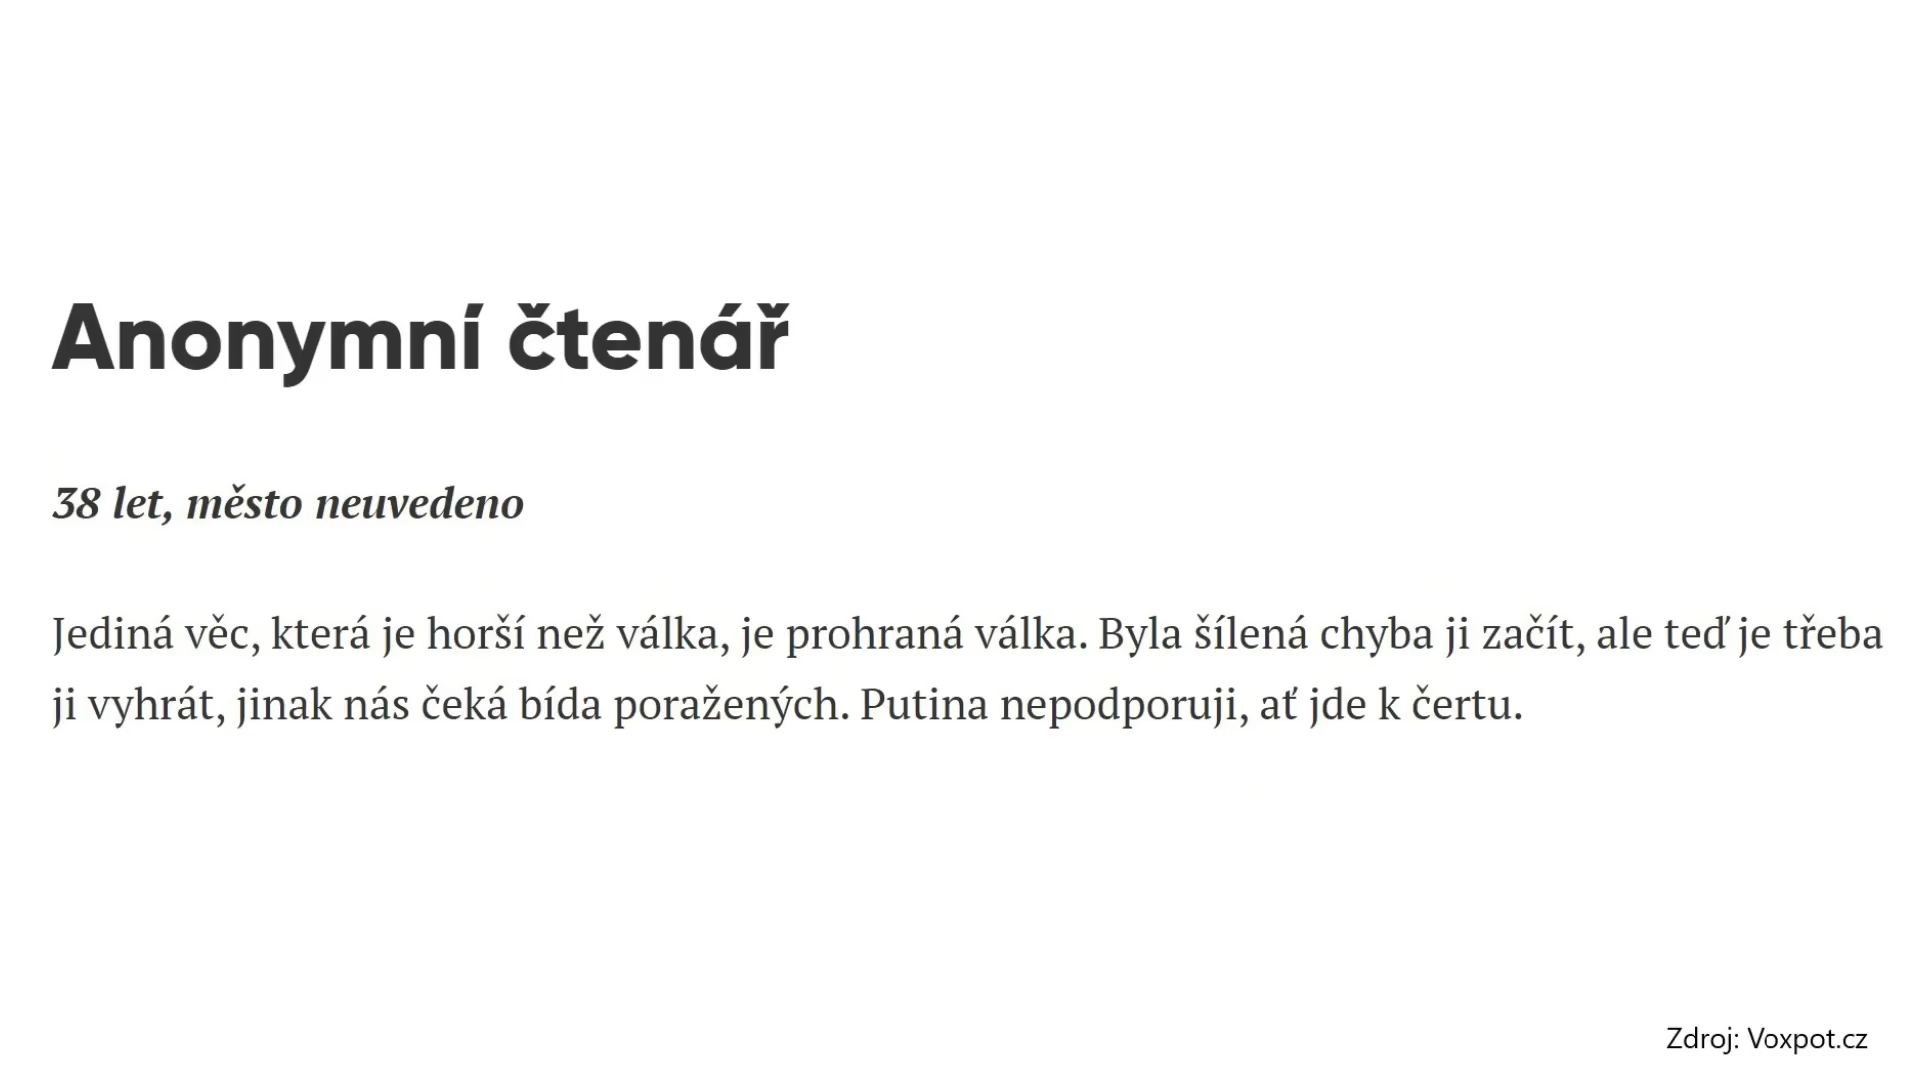 Anonymní čtenář
38 let, město neuvedeno
Jediná věc, která je horší než válka, je prohraná válka. Byla šílená chyba ji začít, ale teď je třeba
ji vyhrát, jinak nás čeká bída poražených. Putina nepodporuji, ať jde k čertu.
Zdroj: Voxpot.cz